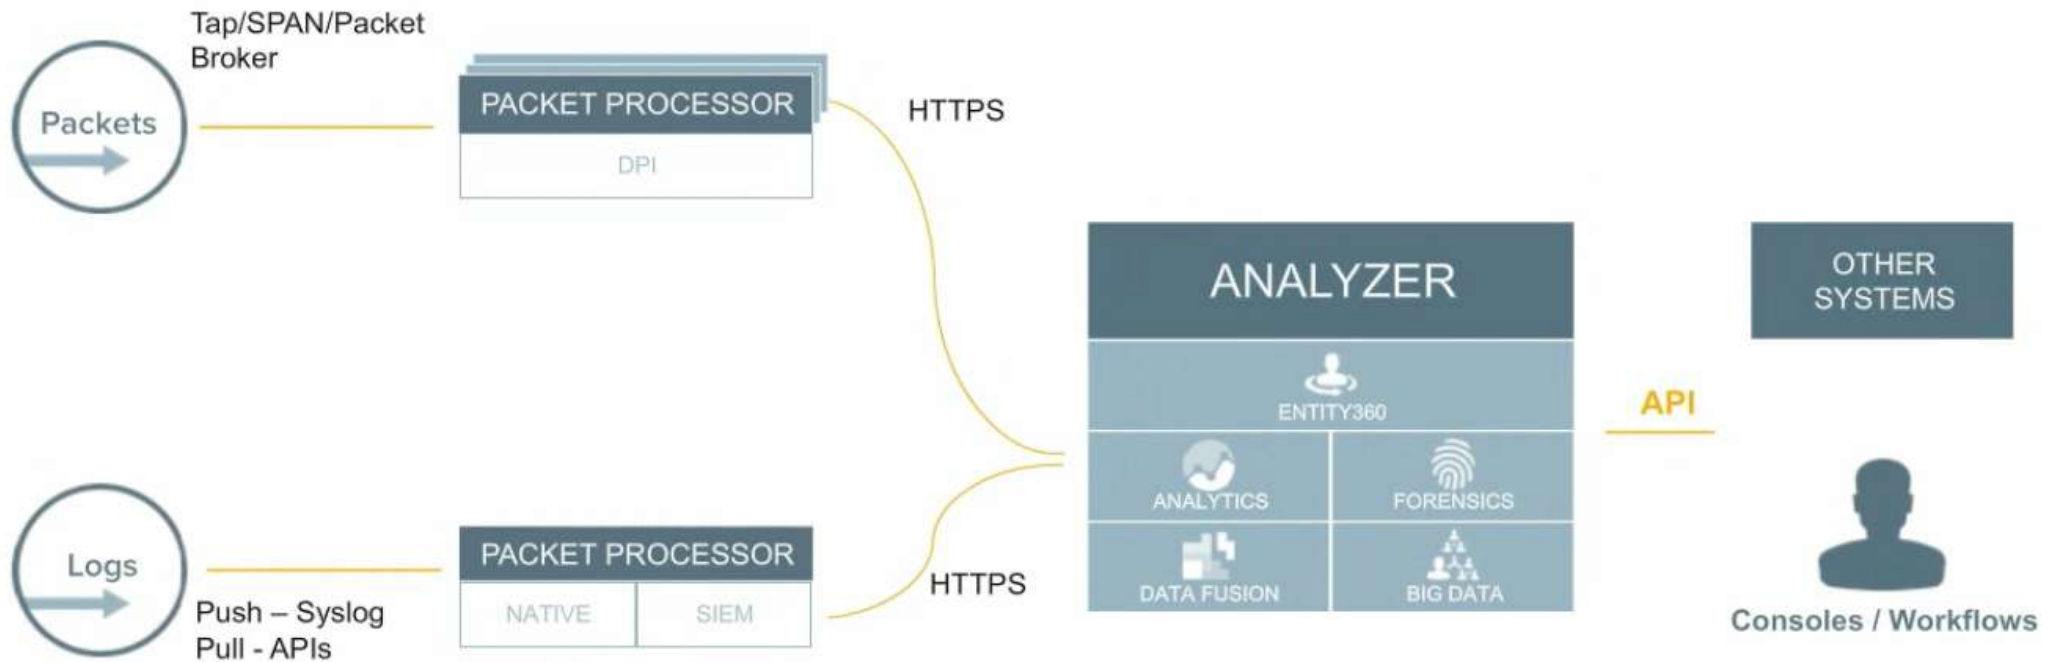 Tap/SPAN/Packet
Broker
Packets
PACKET PROCESSOR
DPI
HTTPS
ANALYZER
ENTITY360
ANALYTICS
FORENSICS
DATA FUSION
BIG DATA
API
OTHER
SYSTEMS
Consoles / Workflows
Logs
Push – Syslog
Pull - APIs
PACKET PROCESSOR
NATIVE
SIEM
HTTPS